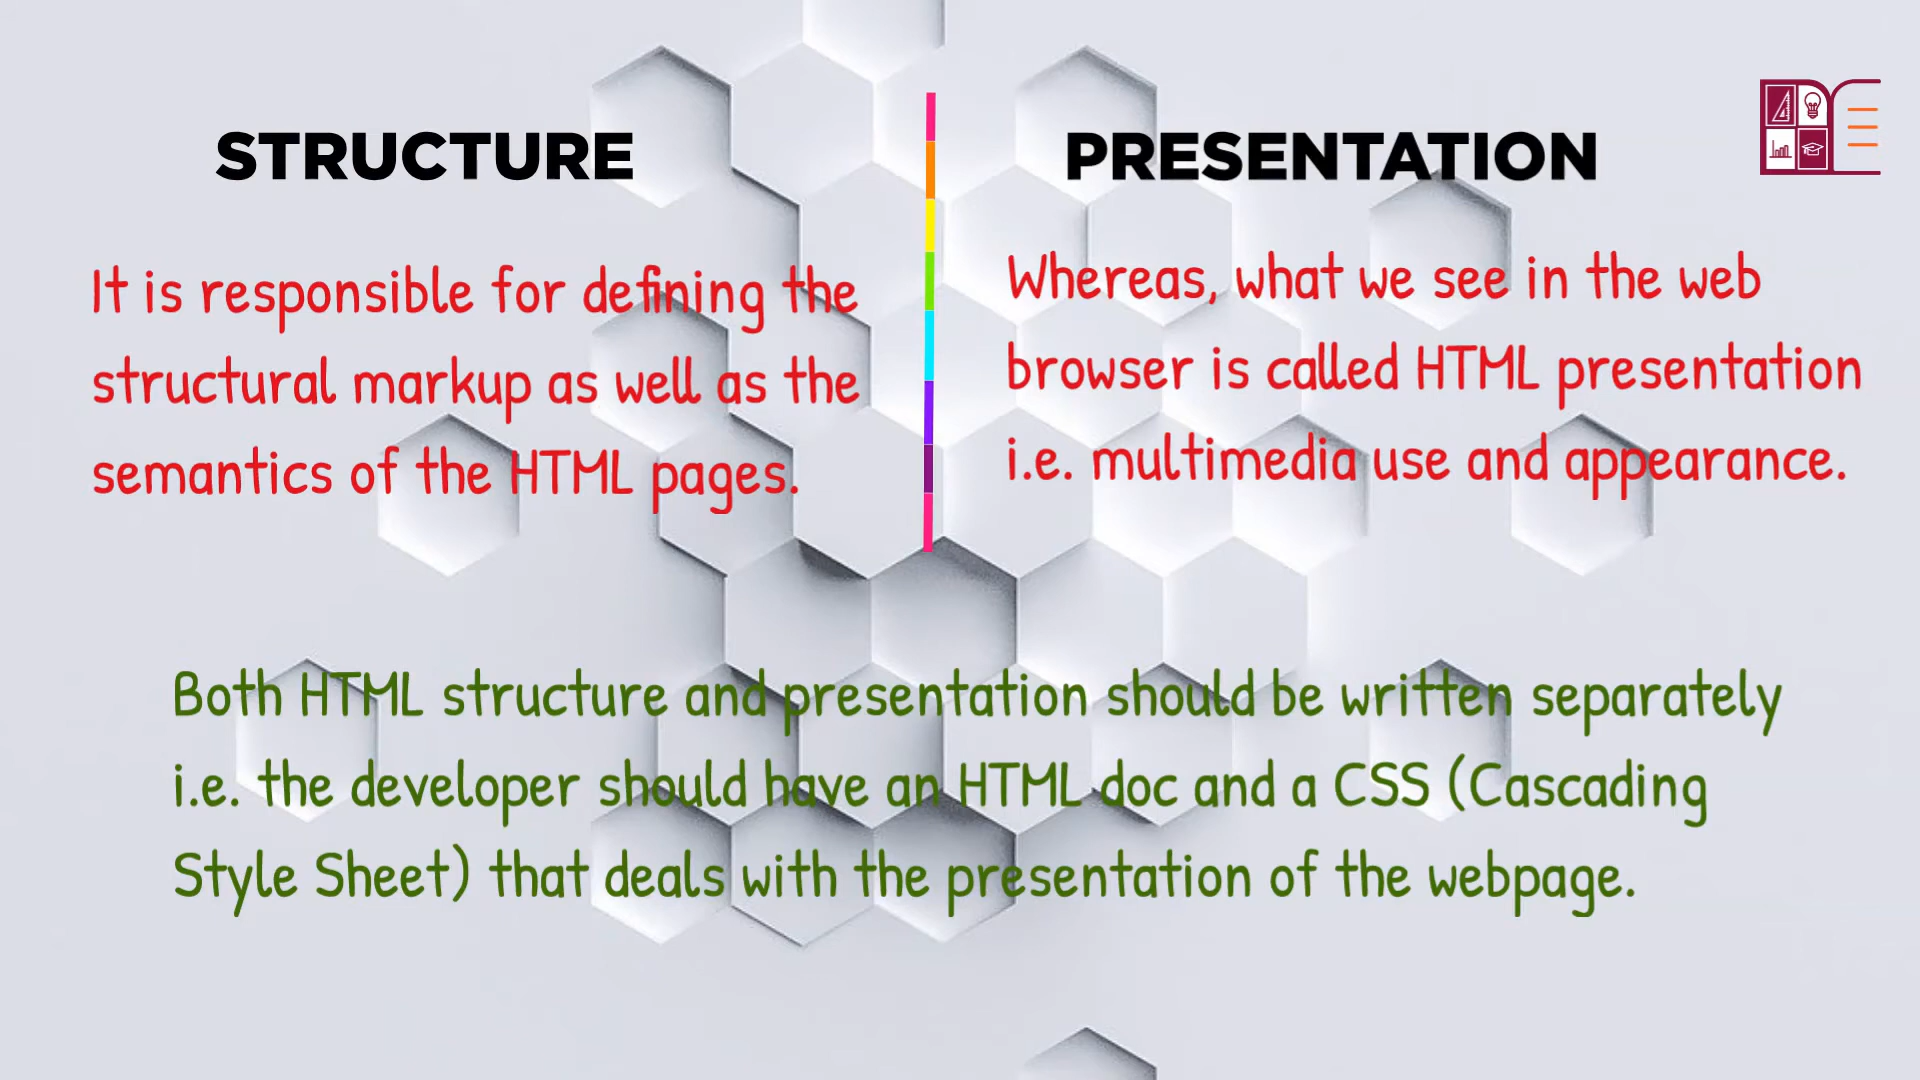 STRUCTURE
It is responsible for defining the
structural markup as well as the
semantics of the HTML pages.
PRESENTATION
Whereas, what we see in the web
browser is called HTML presentation
i.e. multimedia use and appearance.
Both HTML structure and presentation should be written separately
i.e. the developer should have an HTML doc and a CSS (Cascading
Style Sheet) that deals with the presentation of the webpage.